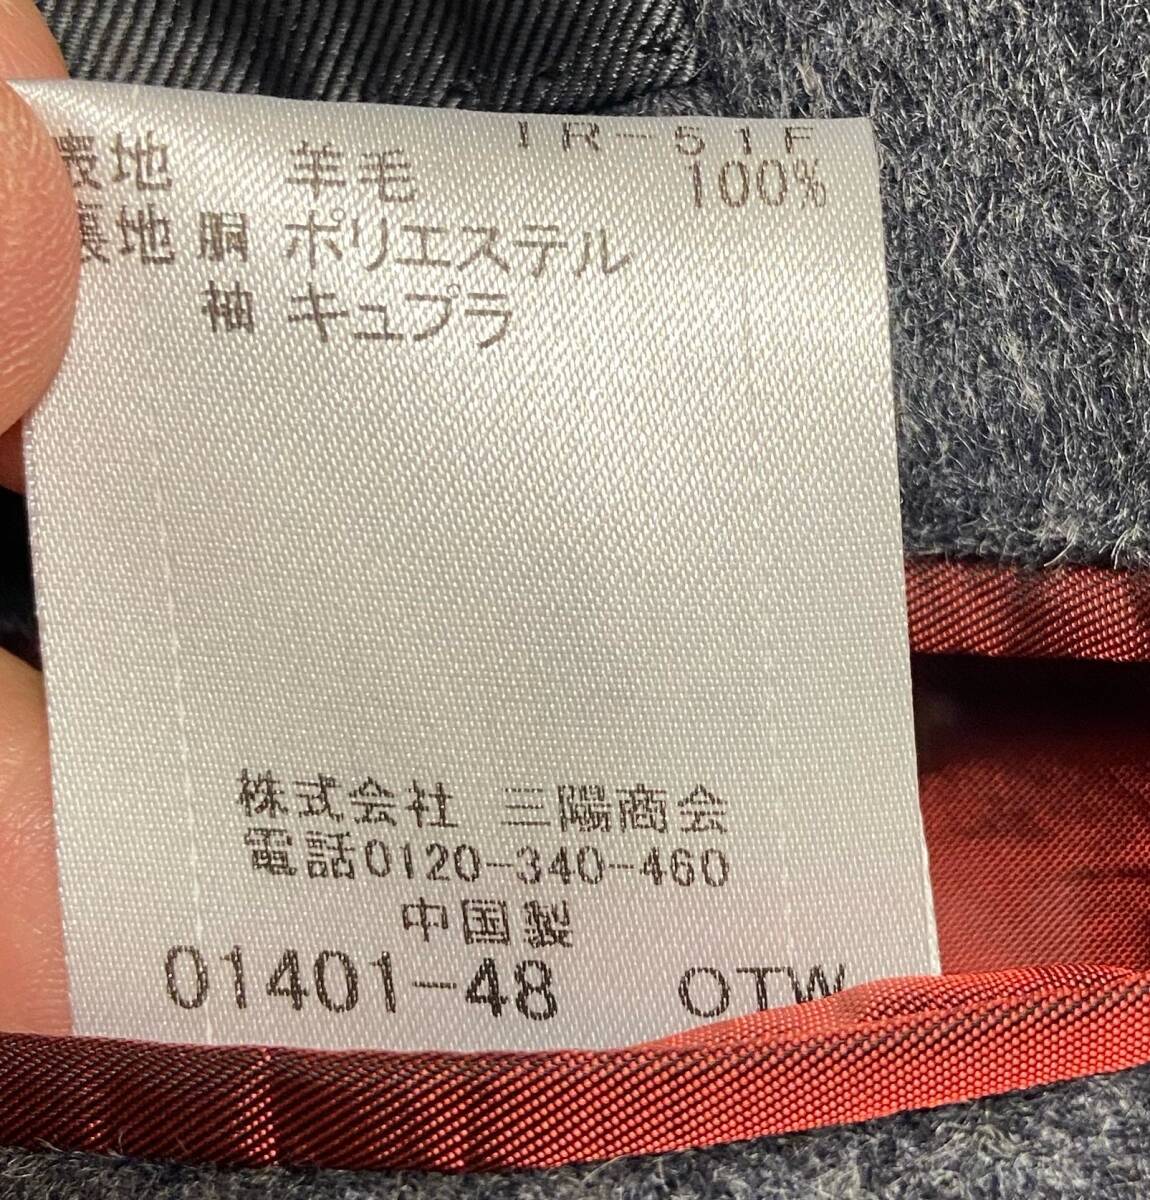 IR-51F
表地 羊毛 100%
裏地 胴 ポリエステル
袖 キュプラ
株式会社 三陽商会
電話0120-340-460
中国製
01401-48 OTW